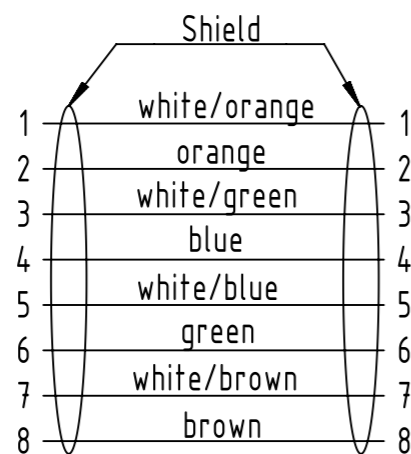 Shield
1 white/orange 1
2 orange 2
3 white/green 3
4 blue 4
5 white/blue 5
6 green 6
7 white/brown 7
8 brown 8